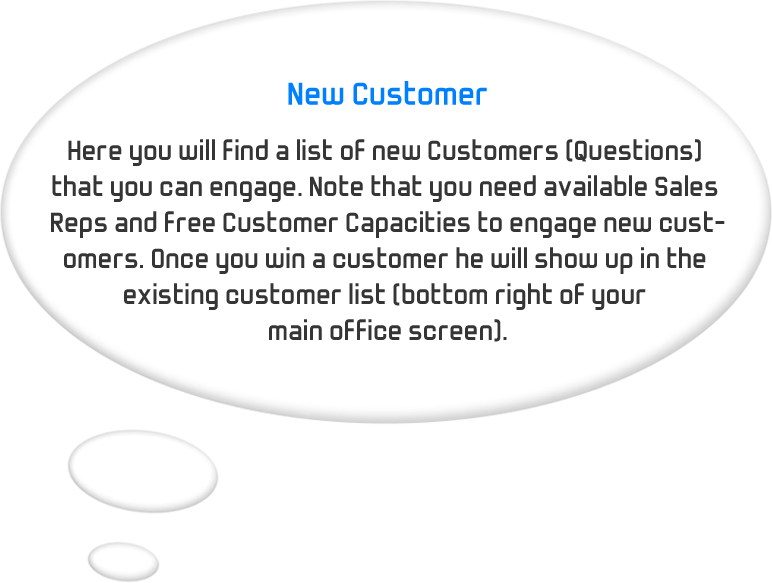 New Customer
Here you will find a list of new Customers (Questions)
that you can engage. Note that you need available Sales
Reps and free Customer Capacities to engage new cust-
omers. Once you win a customer he will show up in the
existing customer list (bottom right of your
main office screen).